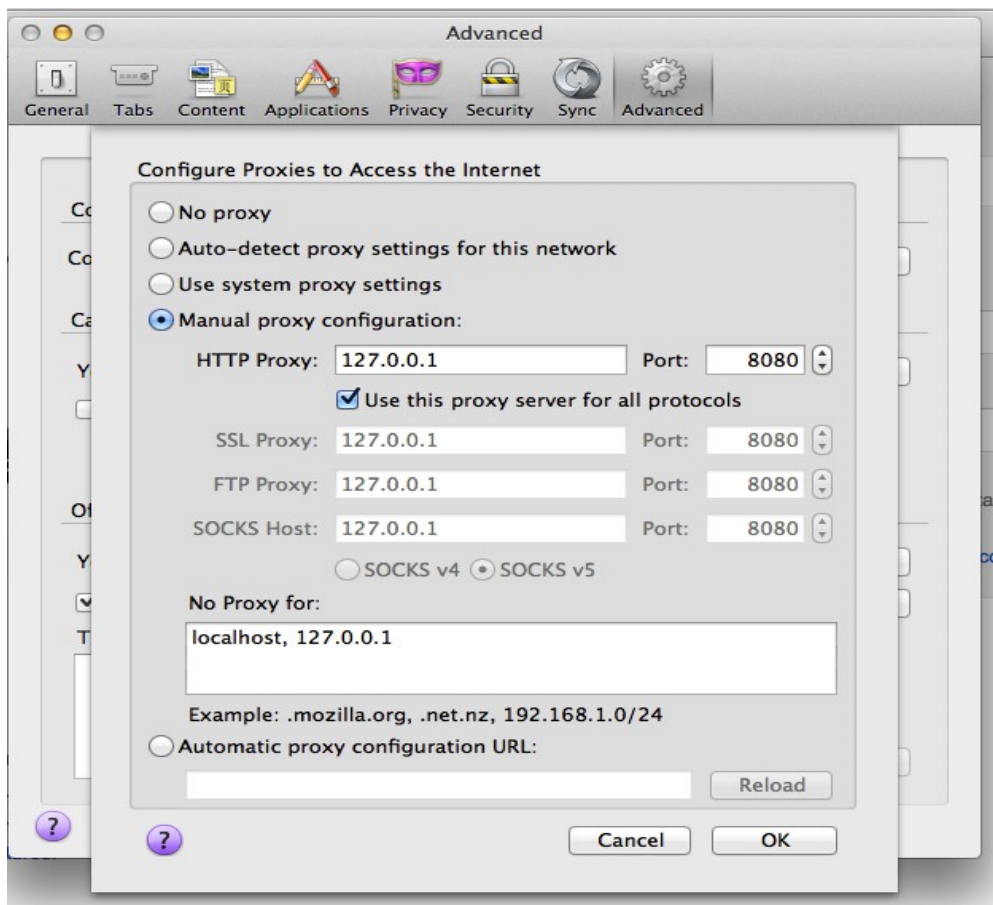 Advanced
General Tabs Content Applications Privacy Security Sync Advanced
Configure Proxies to Access the Internet
No proxy
Auto-detect proxy settings for this network
Use system proxy settings
Manual proxy configuration:
HTTP Proxy: 127.0.0.1 Port: 8080
Use this proxy server for all protocols
SSL Proxy: 127.0.0.1 Port: 8080
FTP Proxy: 127.0.0.1 Port: 8080
SOCKS Host: 127.0.0.1 Port: 8080
SOCKS v4 SOCKS v5
No Proxy for:
localhost, 127.0.0.1
Example: .mozilla.org, .net.nz, 192.168.1.0/24
Automatic proxy configuration URL:
Reload
? ? Cancel OK